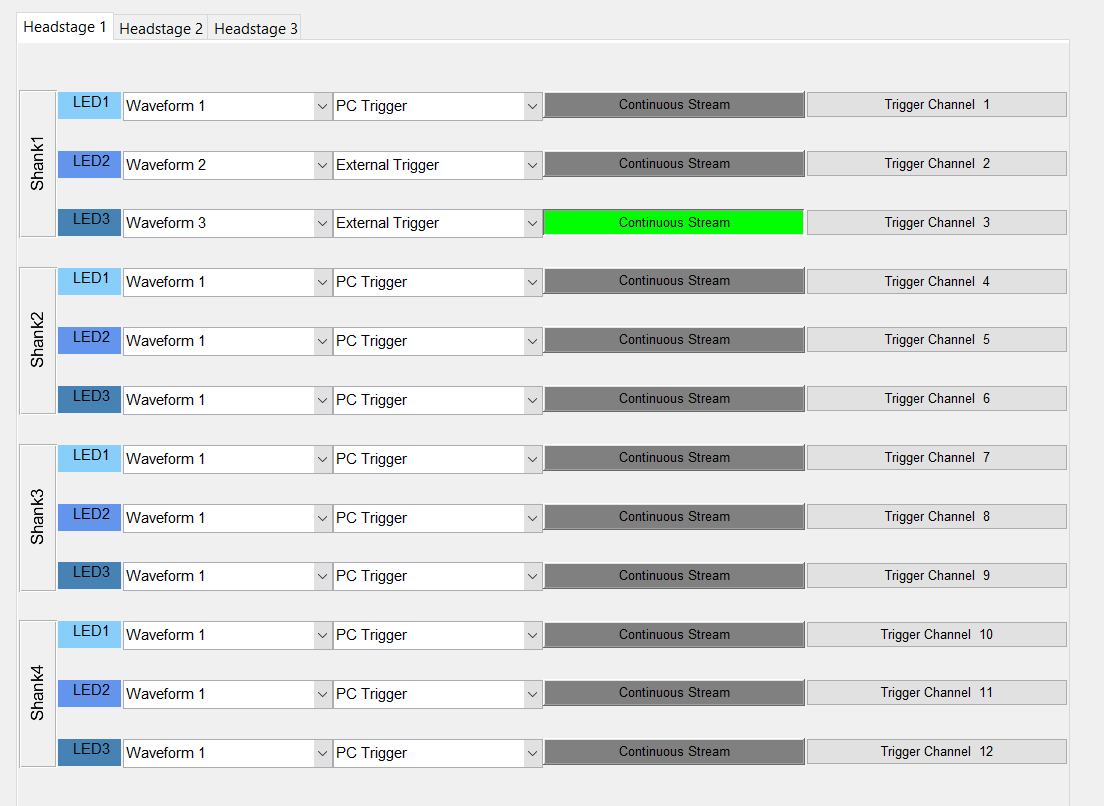 Headstage 1 Headstage 2 Headstage 3
Shank1
LED1 Waveform 1 PC Trigger Continuous Stream Trigger Channel 1
LED2 Waveform 2 External Trigger Continuous Stream Trigger Channel 2
LED3 Waveform 3 External Trigger Continuous Stream Trigger Channel 3
Shank2
LED1 Waveform 1 PC Trigger Continuous Stream Trigger Channel 4
LED2 Waveform 1 PC Trigger Continuous Stream Trigger Channel 5
LED3 Waveform 1 PC Trigger Continuous Stream Trigger Channel 6
Shank3
LED1 Waveform 1 PC Trigger Continuous Stream Trigger Channel 7
LED2 Waveform 1 PC Trigger Continuous Stream Trigger Channel 8
LED3 Waveform 1 PC Trigger Continuous Stream Trigger Channel 9
Shank4
LED1 Waveform 1 PC Trigger Continuous Stream Trigger Channel 10
LED2 Waveform 1 PC Trigger Continuous Stream Trigger Channel 11
LED3 Waveform 1 PC Trigger Continuous Stream Trigger Channel 12